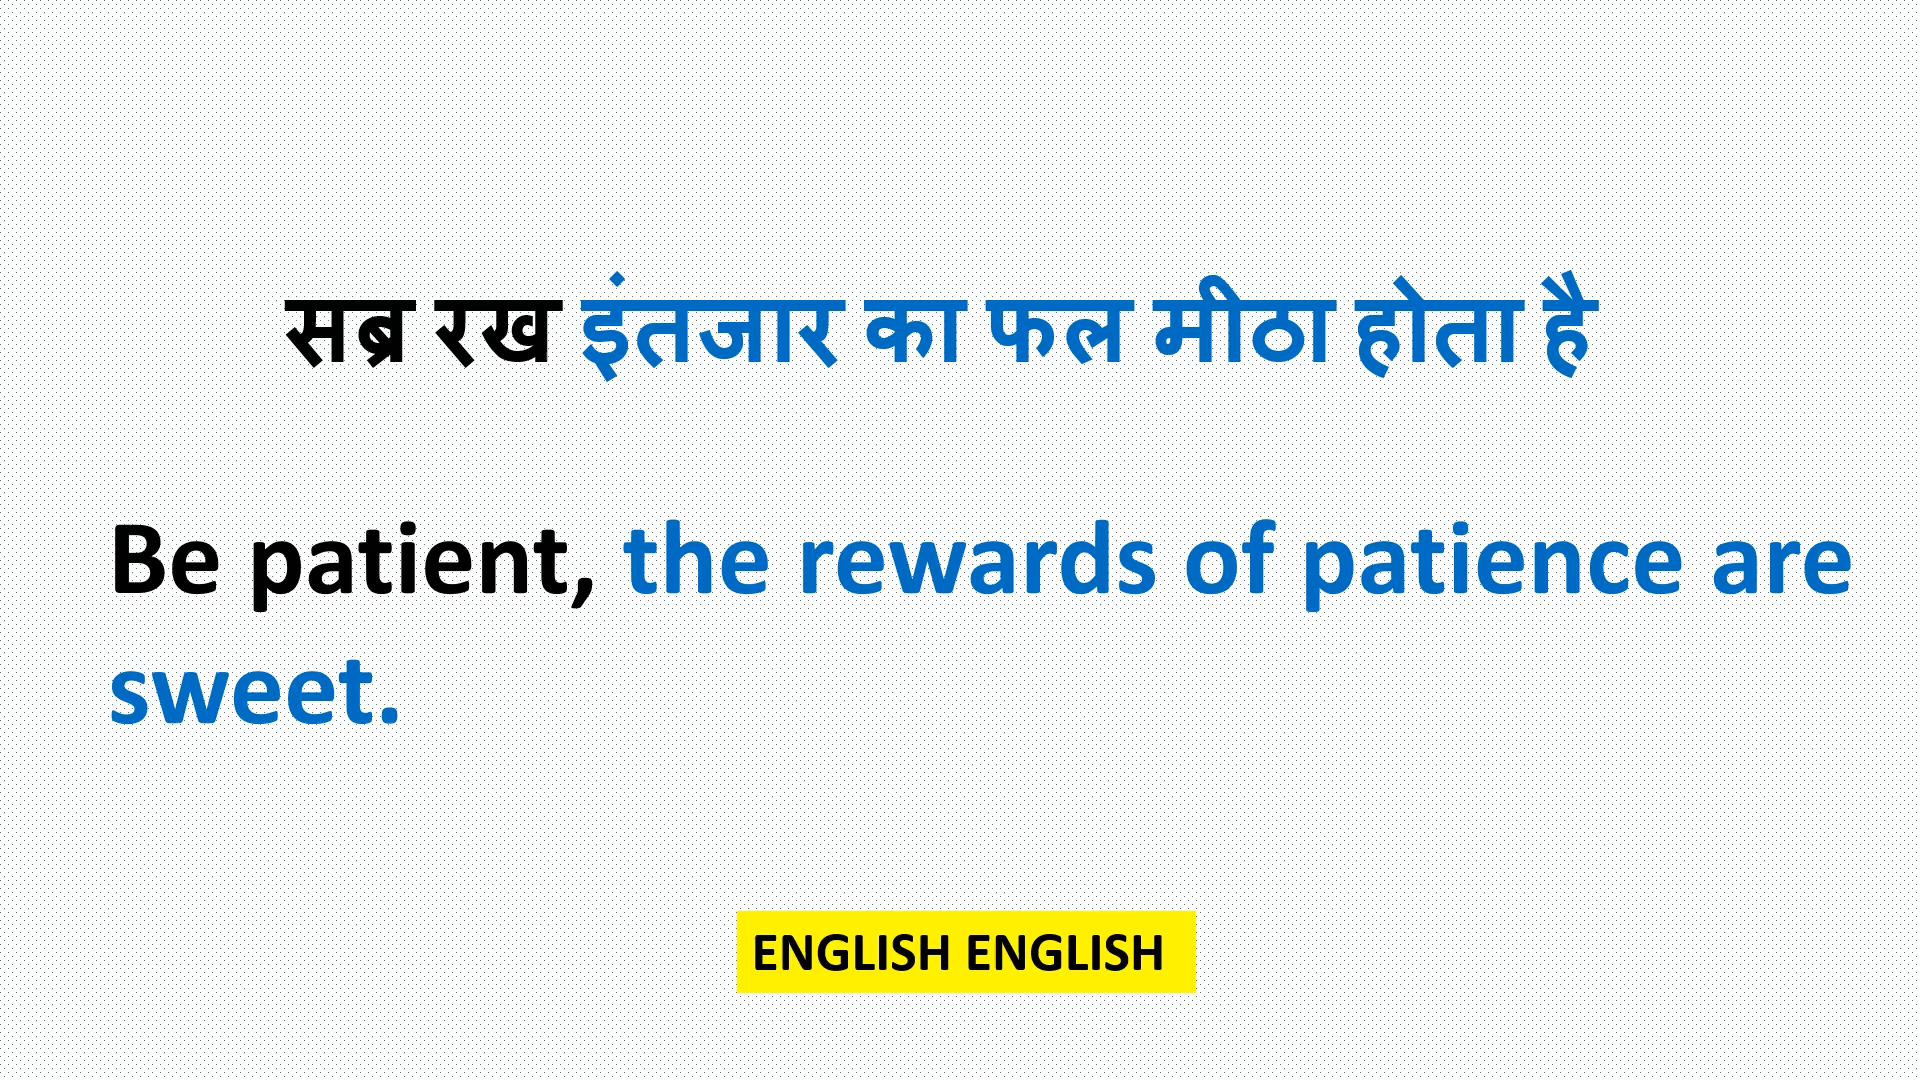 सब्र रख इंतजार का फल मीठा होता है
Be patient, the rewards of patience are
sweet.
ENGLISH ENGLISH